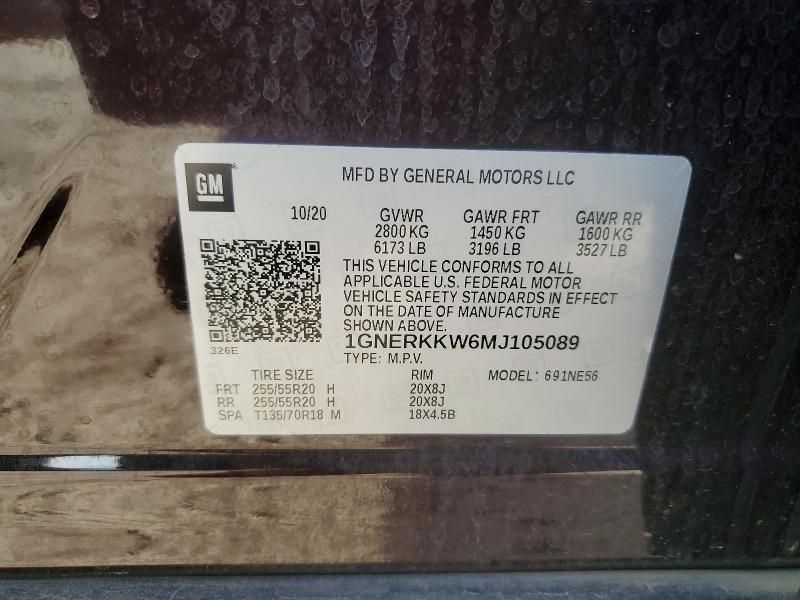 GM
MFD BY GENERAL MOTORS LLC
10/20 GVWR GAWR FRT GAWR RR
2800 KG 1450 KG 1600 KG
6173 LB 3196 LB 3527 LB
THIS VEHICLE CONFORMS TO ALL
APPLICABLE U.S. FEDERAL MOTOR
VEHICLE SAFETY STANDARDS IN EFFECT
ON THE DATE OF MANUFACTURE
SHOWN ABOVE.
326E
1GNERKKW6MJ105089
TYPE: M.P.V.
TIRE SIZE RIM MODEL: 691NE56
FRT 255/55R20 H 20X8J
RR 255/55R20 H 20X8J
SPA T135/70R18 M 18X4.5B